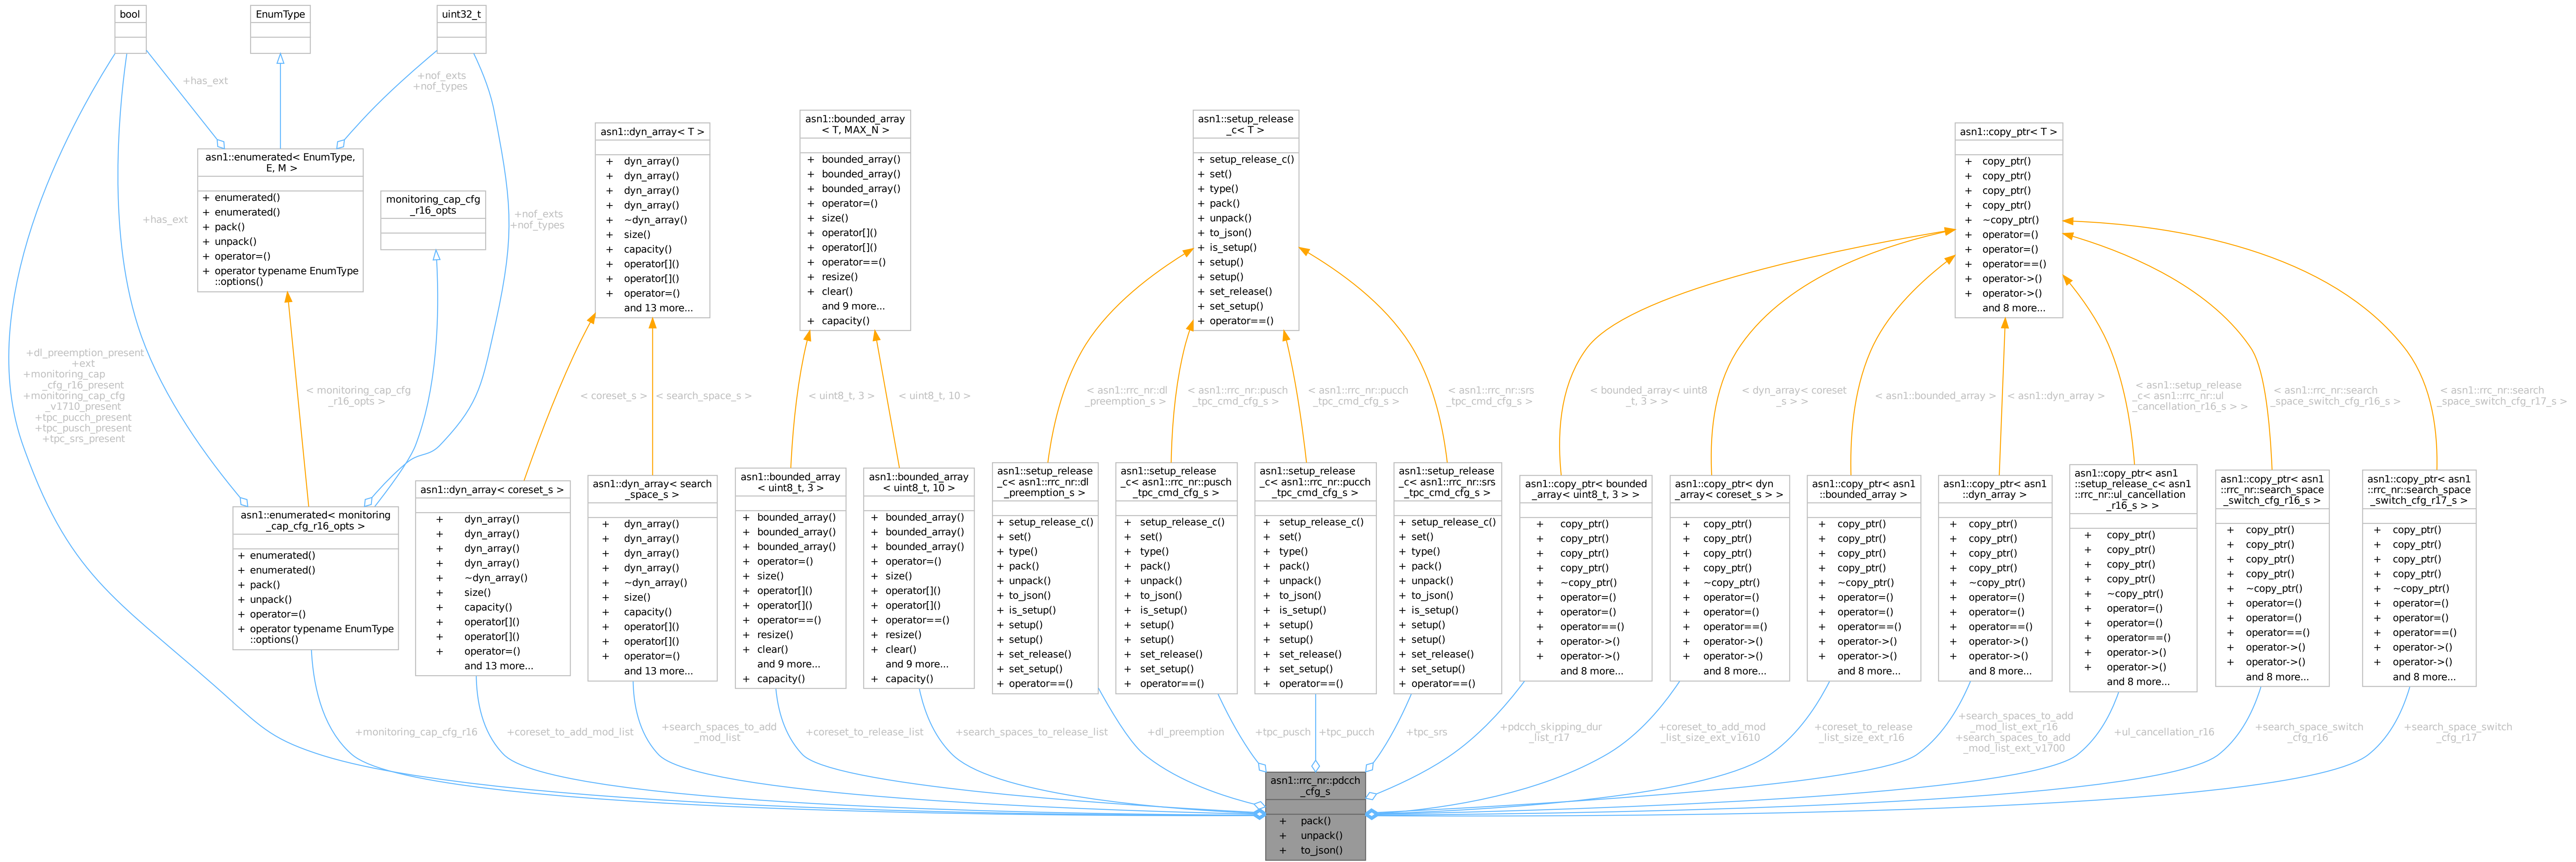 bool
EnumType
uint32_t
+has_ext
+nof_exts
+nof_types
asn1::enumerated< EnumType,
E, M >
+ enumerated()
+ enumerated()
+ pack()
+ unpack()
+ operator=()
+ operator typename EnumType
::options()
monitoring_cap_cfg
_r16_opts
+has_ext
+nof_exts
+nof_types
asn1::dyn_array< T >
+ dyn_array()
+ dyn_array()
+ dyn_array()
+ dyn_array()
+ ~dyn_array()
+ size()
+ capacity()
+ operator[]()
+ operator[]()
+ operator=()
and 13 more...
asn1::bounded_array
< T, MAX_N >
+ bounded_array()
+ bounded_array()
+ bounded_array()
+ operator=()
+ size()
+ operator[]()
+ operator[]()
+ operator==()
+ resize()
+ clear()
and 9 more...
+ capacity()
asn1::setup_release
_c< T >
+ setup_release_c()
+ set()
+ type()
+ pack()
+ unpack()
+ to_json()
+ is_setup()
+ setup()
+ setup()
+ set_release()
+ set_setup()
+ operator==()
asn1::copy_ptr< T >
+ copy_ptr()
+ copy_ptr()
+ copy_ptr()
+ copy_ptr()
+ ~copy_ptr()
+ operator=()
+ operator=()
+ operator==()
+ operator->()
+ operator->()
and 8 more...
+dl_preemption_present
+ext
+monitoring_cap
_cfg_r16_present
+monitoring_cap_cfg
_v1710_present
+tpc_pucch_present
+tpc_pusch_present
+tpc_srs_present
< monitoring_cap_cfg
_r16_opts >
< coreset_s >
< search_space_s >
< uint8_t, 3 >
< uint8_t, 10 >
< asn1::rrc_nr::dl
_preemption_s >
< asn1::rrc_nr::pusch
_tpc_cmd_cfg_s >
< asn1::rrc_nr::pucch
_tpc_cmd_cfg_s >
< asn1::rrc_nr::srs
_tpc_cmd_cfg_s >
< bounded_array< uint8
_t, 3 > >
< dyn_array< coreset
_s > >
< asn1::bounded_array >
< asn1::dyn_array >
< asn1::setup_release
_c< asn1::rrc_nr::ul
_cancellation_r16_s > >
< asn1::rrc_nr::search
_space_switch_cfg_r16_s >
< asn1::rrc_nr::search
_space_switch_cfg_r17_s >
asn1::enumerated< monitoring
_cap_cfg_r16_opts >
+ enumerated()
+ enumerated()
+ pack()
+ unpack()
+ operator=()
+ operator typename EnumType
::options()
asn1::dyn_array< coreset_s >
+ dyn_array()
+ dyn_array()
+ dyn_array()
+ dyn_array()
+ ~dyn_array()
+ size()
+ capacity()
+ operator[]()
+ operator[]()
+ operator=()
and 13 more...
asn1::dyn_array< search
_space_s >
+ dyn_array()
+ dyn_array()
+ dyn_array()
+ dyn_array()
+ ~dyn_array()
+ size()
+ capacity()
+ operator[]()
+ operator[]()
+ operator=()
and 13 more...
asn1::bounded_array
< uint8_t, 3 >
+ bounded_array()
+ bounded_array()
+ bounded_array()
+ operator=()
+ size()
+ operator[]()
+ operator[]()
+ operator==()
+ resize()
+ clear()
and 9 more...
+ capacity()
asn1::bounded_array
< uint8_t, 10 >
+ bounded_array()
+ bounded_array()
+ bounded_array()
+ operator=()
+ size()
+ operator[]()
+ operator[]()
+ operator==()
+ resize()
+ clear()
and 9 more...
+ capacity()
asn1::setup_release
_c< asn1::rrc_nr::dl
_preemption_s >
+ setup_release_c()
+ set()
+ type()
+ pack()
+ unpack()
+ to_json()
+ is_setup()
+ setup()
+ setup()
+ set_release()
+ set_setup()
+ operator==()
asn1::setup_release
_c< asn1::rrc_nr::pusch
_tpc_cmd_cfg_s >
+ setup_release_c()
+ set()
+ type()
+ pack()
+ unpack()
+ to_json()
+ is_setup()
+ setup()
+ setup()
+ set_release()
+ set_setup()
+ operator==()
asn1::setup_release
_c< asn1::rrc_nr::pucch
_tpc_cmd_cfg_s >
+ setup_release_c()
+ set()
+ type()
+ pack()
+ unpack()
+ to_json()
+ is_setup()
+ setup()
+ setup()
+ set_release()
+ set_setup()
+ operator==()
asn1::setup_release
_c< asn1::rrc_nr::srs
_tpc_cmd_cfg_s >
+ setup_release_c()
+ set()
+ type()
+ pack()
+ unpack()
+ to_json()
+ is_setup()
+ setup()
+ setup()
+ set_release()
+ set_setup()
+ operator==()
asn1::copy_ptr< bounded
_array< uint8_t, 3 > >
+ copy_ptr()
+ copy_ptr()
+ copy_ptr()
+ copy_ptr()
+ ~copy_ptr()
+ operator=()
+ operator=()
+ operator==()
+ operator->()
+ operator->()
and 8 more...
asn1::copy_ptr< dyn
_array< coreset_s > >
+ copy_ptr()
+ copy_ptr()
+ copy_ptr()
+ copy_ptr()
+ ~copy_ptr()
+ operator=()
+ operator=()
+ operator==()
+ operator->()
+ operator->()
and 8 more...
asn1::copy_ptr< asn1
::bounded_array >
+ copy_ptr()
+ copy_ptr()
+ copy_ptr()
+ copy_ptr()
+ ~copy_ptr()
+ operator=()
+ operator=()
+ operator==()
+ operator->()
+ operator->()
and 8 more...
asn1::copy_ptr< asn1
::dyn_array >
+ copy_ptr()
+ copy_ptr()
+ copy_ptr()
+ copy_ptr()
+ ~copy_ptr()
+ operator=()
+ operator=()
+ operator==()
+ operator->()
+ operator->()
and 8 more...
asn1::copy_ptr< asn1
::setup_release_c< asn1
::rrc_nr::ul_cancellation
_r16_s > >
+ copy_ptr()
+ copy_ptr()
+ copy_ptr()
+ copy_ptr()
+ ~copy_ptr()
+ operator=()
+ operator=()
+ operator==()
+ operator->()
+ operator->()
and 8 more...
asn1::copy_ptr< asn1
::rrc_nr::search_space
_switch_cfg_r16_s >
+ copy_ptr()
+ copy_ptr()
+ copy_ptr()
+ copy_ptr()
+ ~copy_ptr()
+ operator=()
+ operator=()
+ operator==()
+ operator->()
+ operator->()
and 8 more...
asn1::copy_ptr< asn1
::rrc_nr::search_space
_switch_cfg_r17_s >
+ copy_ptr()
+ copy_ptr()
+ copy_ptr()
+ copy_ptr()
+ ~copy_ptr()
+ operator=()
+ operator=()
+ operator==()
+ operator->()
+ operator->()
and 8 more...
+monitoring_cap_cfg_r16
+coreset_to_add_mod_list
+search_spaces_to_add
_mod_list
+coreset_to_release_list
+search_spaces_to_release_list
+dl_preemption
+tpc_pusch
+tpc_pucch
+tpc_srs
+pdcch_skipping_dur
_list_r17
+coreset_to_add_mod
_list_size_ext_v1610
+coreset_to_release
_list_size_ext_r16
+search_spaces_to_add
_mod_list_ext_r16
+search_spaces_to_add
_mod_list_ext_v1700
+ul_cancellation_r16
+search_space_switch
_cfg_r16
+search_space_switch
_cfg_r17
asn1::rrc_nr::pdcch
_cfg_s
+ pack()
+ unpack()
+ to_json()